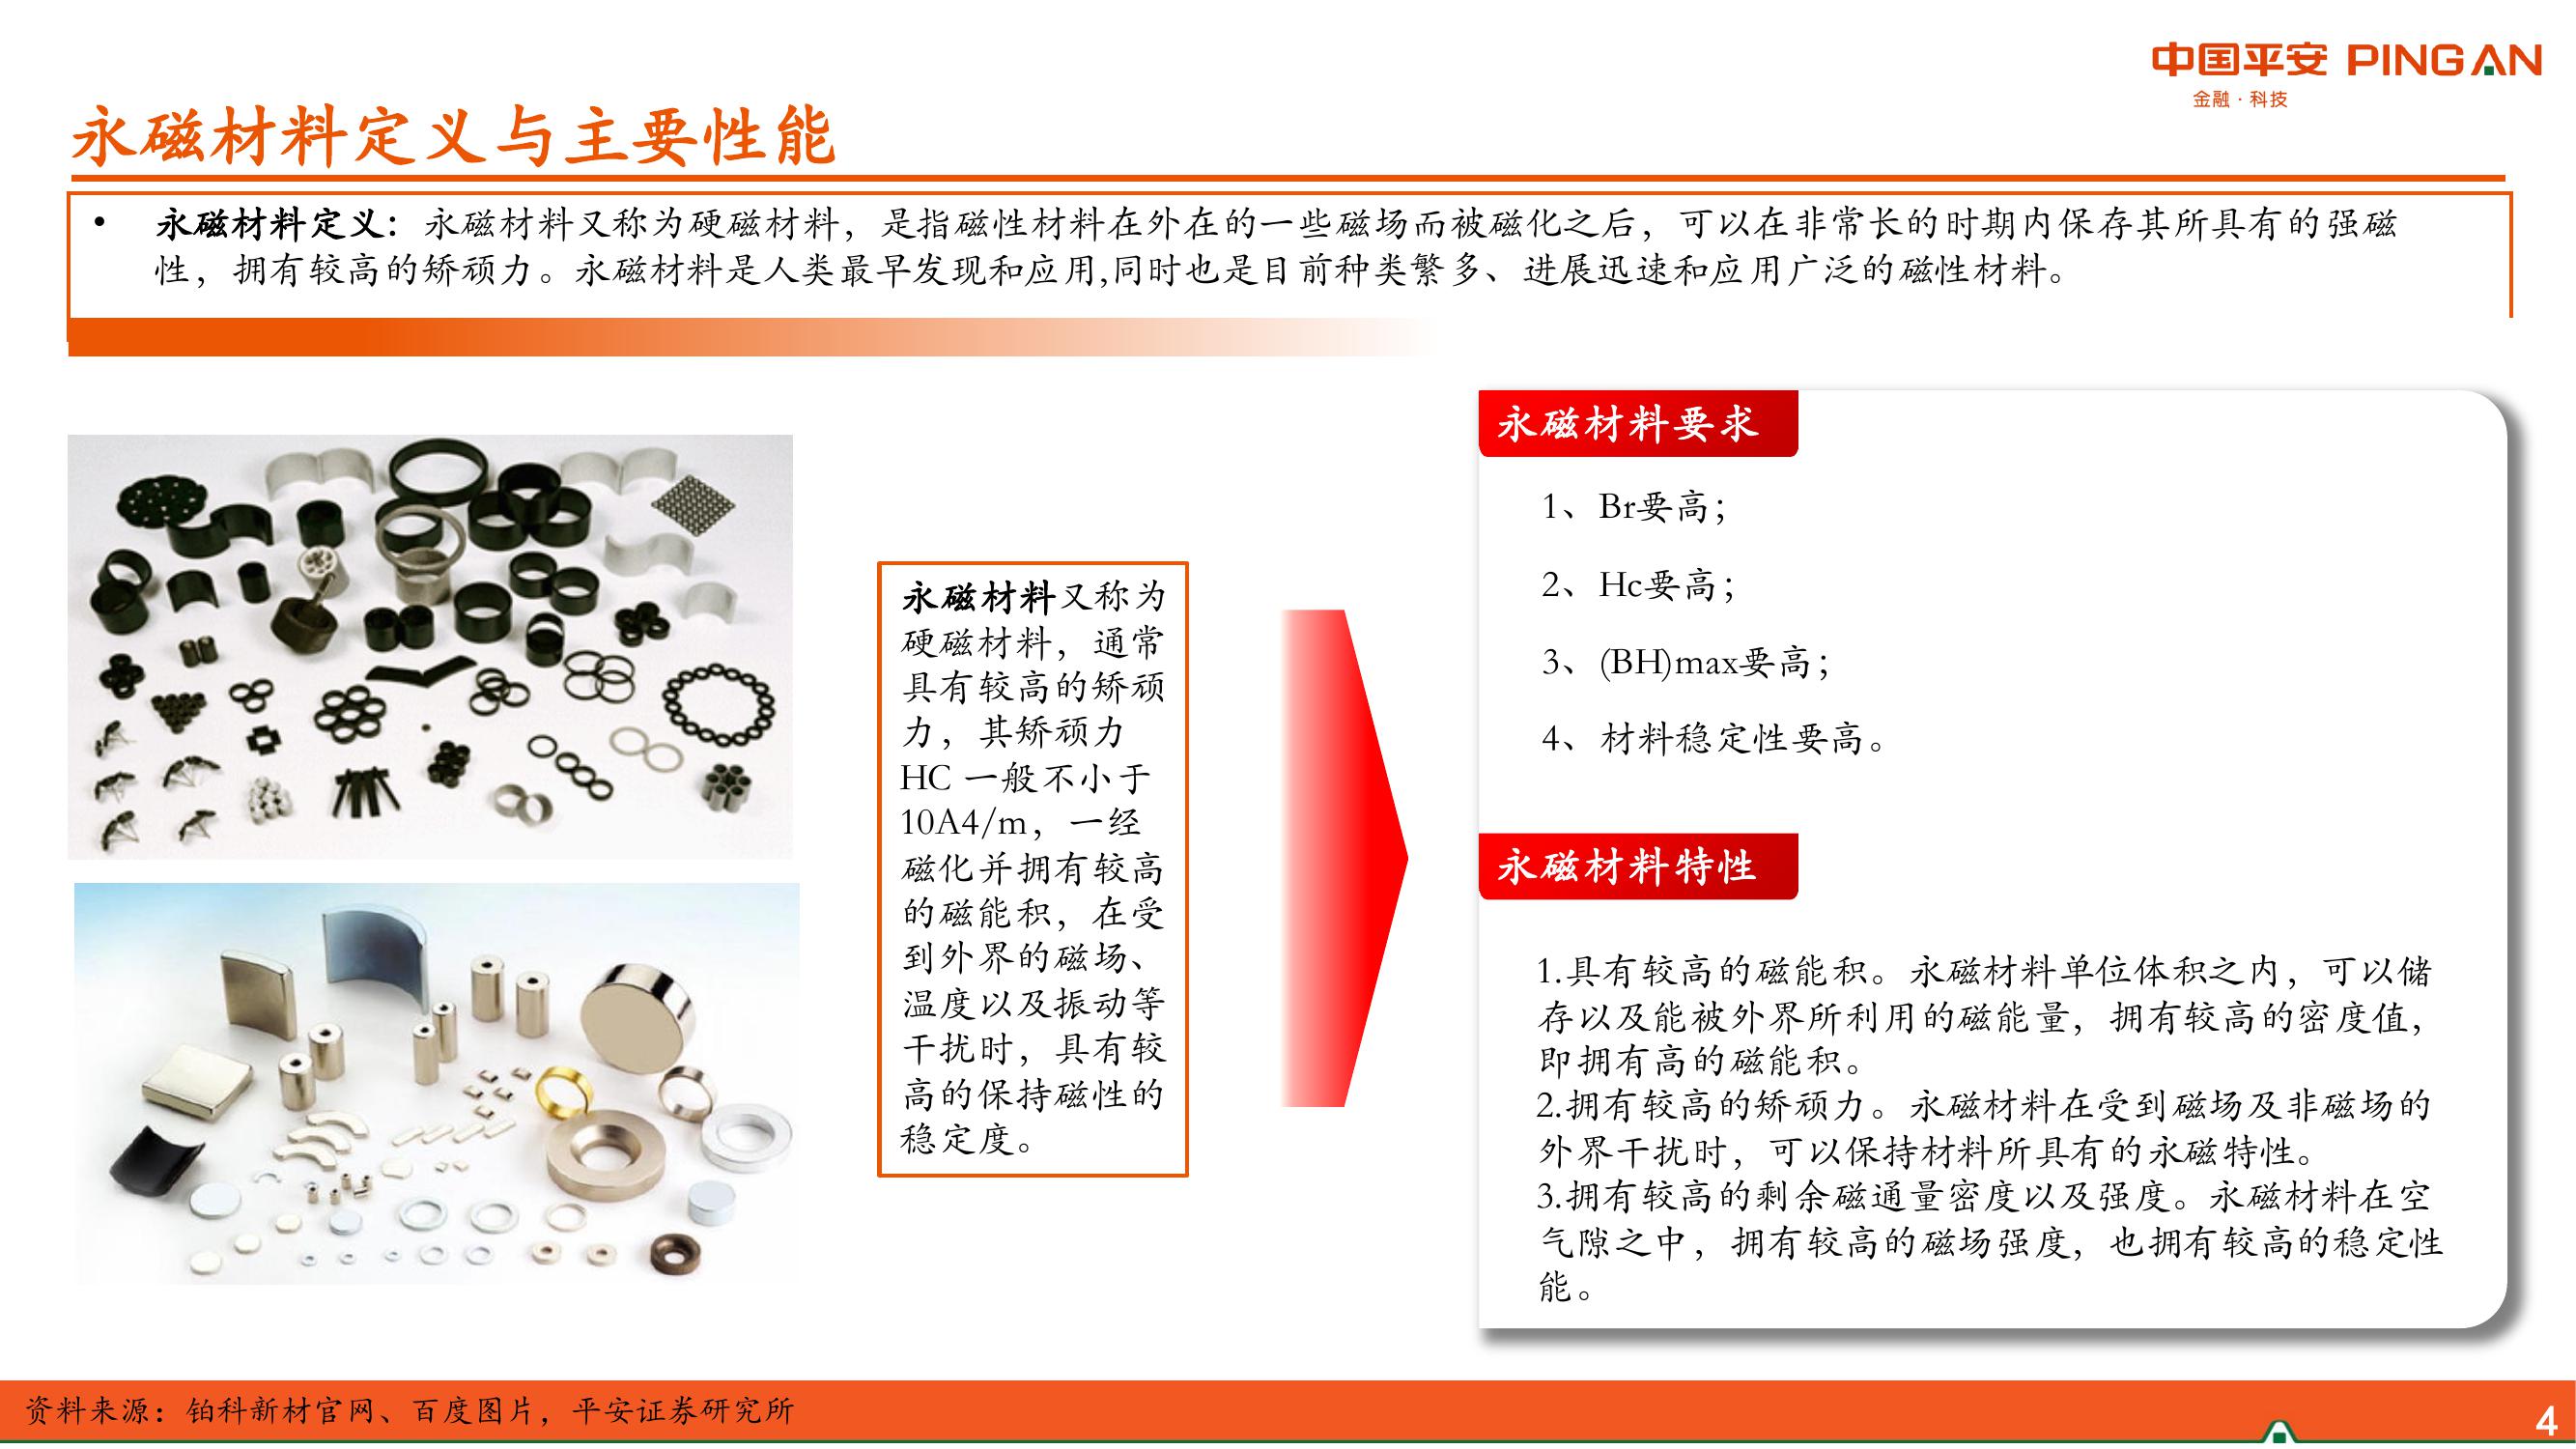 中国平安 PINGAN
金融·科技
永磁材料定义与主要性能
• 永磁材料定义：永磁材料又称为硬磁材料，是指磁性材料在外在的一些磁场而被磁化之后，可以在非常长的时期内保存其所具有的强磁
性，拥有较高的矫顽力。永磁材料是人类最早发现和应用,同时也是目前种类繁多、进展迅速和应用广泛的磁性材料。
永磁材料又称为
硬磁材料，通常
具有较高的矫顽
力，其矫顽力
HC 一般不小于
10A4/m，一经
磁化并拥有较高
的磁能积，在受
到外界的磁场、
温度以及振动等
干扰时，具有较
高的保持磁性的
稳定度。
永磁材料要求
1、Br要高；
2、Hc要高；
3、(BH)max要高；
4、材料稳定性要高。
永磁材料特性
1.具有较高的磁能积。永磁材料单位体积之内，可以储
存以及能被外界所利用的磁能量，拥有较高的密度值，
即拥有高的磁能积。
2.拥有较高的矫顽力。永磁材料在受到磁场及非磁场的
外界干扰时，可以保持材料所具有的永磁特性。
3.拥有较高的剩余磁通量密度以及强度。永磁材料在空
气隙之中，拥有较高的磁场强度，也拥有较高的稳定性
能。
资料来源：铂科新材官网、百度图片，平安证券研究所
4